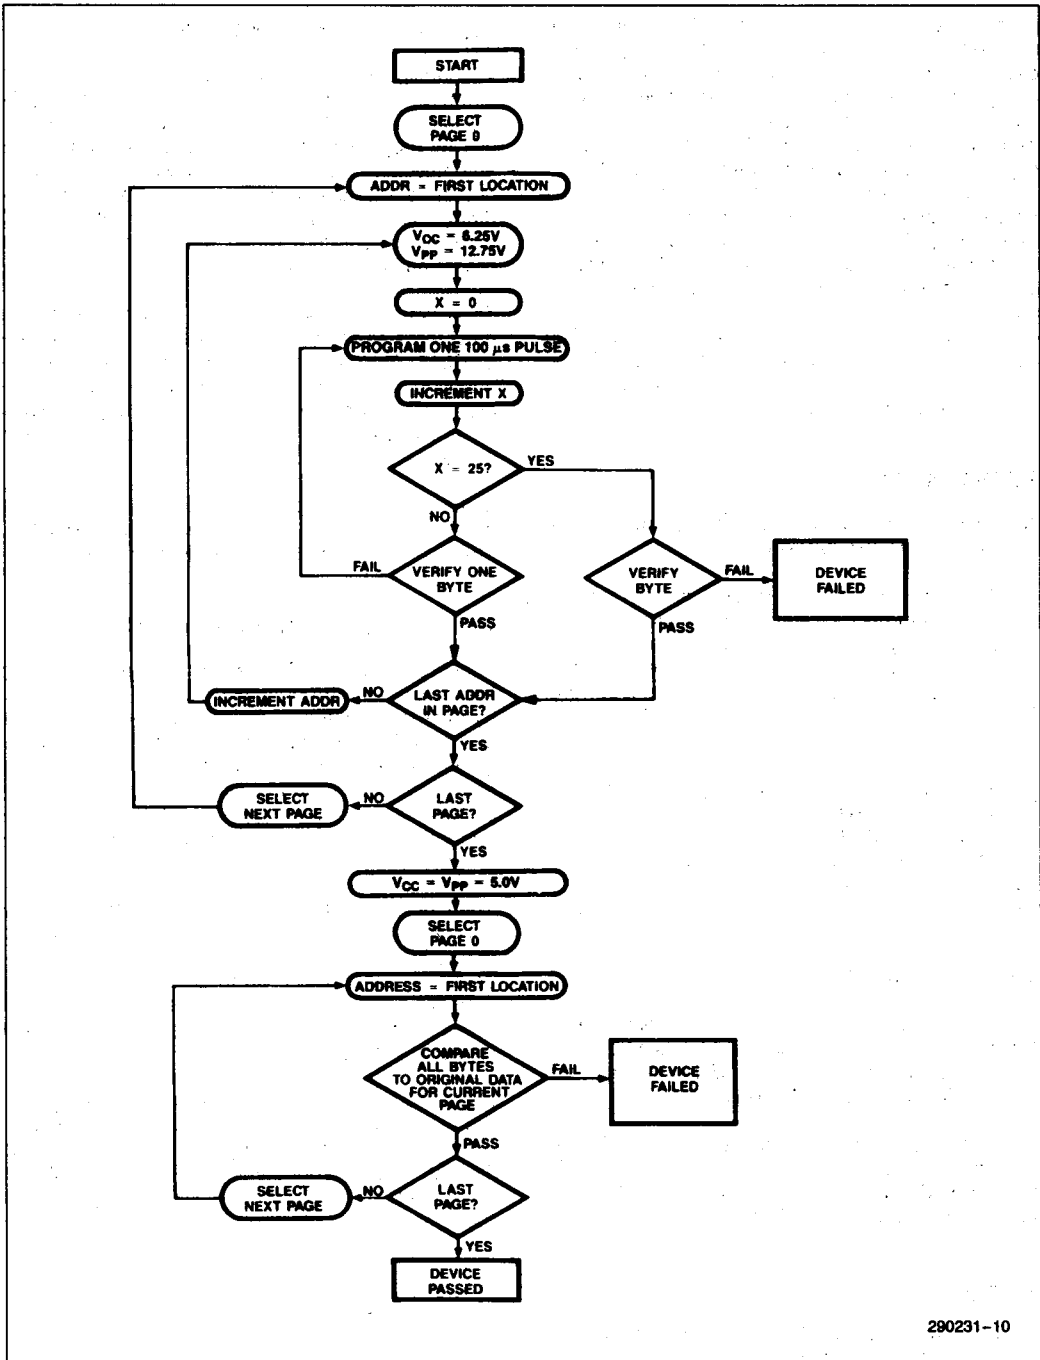 START
SELECT
PAGE 0
ADDR = FIRST LOCATION
VCC = 6.25V
VPP = 12.75V
X = 0
PROGRAM ONE 100 μs PULSE
INCREMENT X
X = 25?
YES
NO
FAIL
VERIFY ONE
BYTE
VERIFY
BYTE
FAIL
DEVICE
FAILED
PASS
PASS
INCREMENT ADDR
NO
LAST ADDR
IN PAGE?
YES
SELECT
NEXT PAGE
NO
LAST
PAGE?
YES
VCC = VPP = 5.0V
SELECT
PAGE 0
ADDRESS = FIRST LOCATION
COMPARE
ALL BYTES
TO ORIGINAL DATA
FOR CURRENT
PAGE
FAIL
DEVICE
FAILED
PASS
SELECT
NEXT PAGE
NO
LAST
PAGE?
YES
DEVICE
PASSED
290231-10